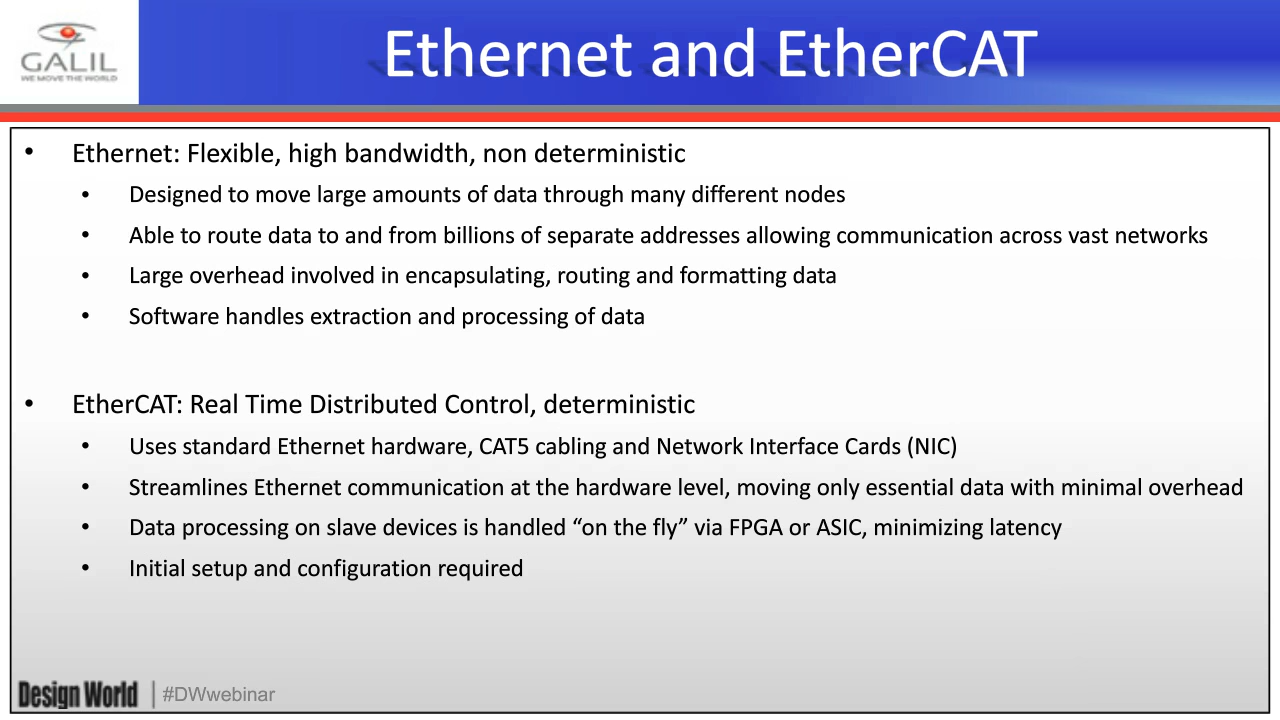 GALIL
WE MOVE THE WORLD
Ethernet and EtherCAT
• Ethernet: Flexible, high bandwidth, non deterministic
• Designed to move large amounts of data through many different nodes
• Able to route data to and from billions of separate addresses allowing communication across vast networks
• Large overhead involved in encapsulating, routing and formatting data
• Software handles extraction and processing of data
• EtherCAT: Real Time Distributed Control, deterministic
• Uses standard Ethernet hardware, CAT5 cabling and Network Interface Cards (NIC)
• Streamlines Ethernet communication at the hardware level, moving only essential data with minimal overhead
• Data processing on slave devices is handled “on the fly” via FPGA or ASIC, minimizing latency
• Initial setup and configuration required
Design World | #DWwebinar